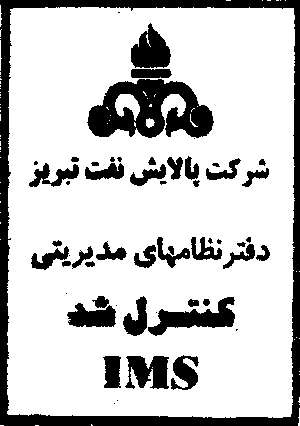 شرکت پالایش نفت تبریز
دفتر نظامهای مدیریتی
کنترل شد
IMS